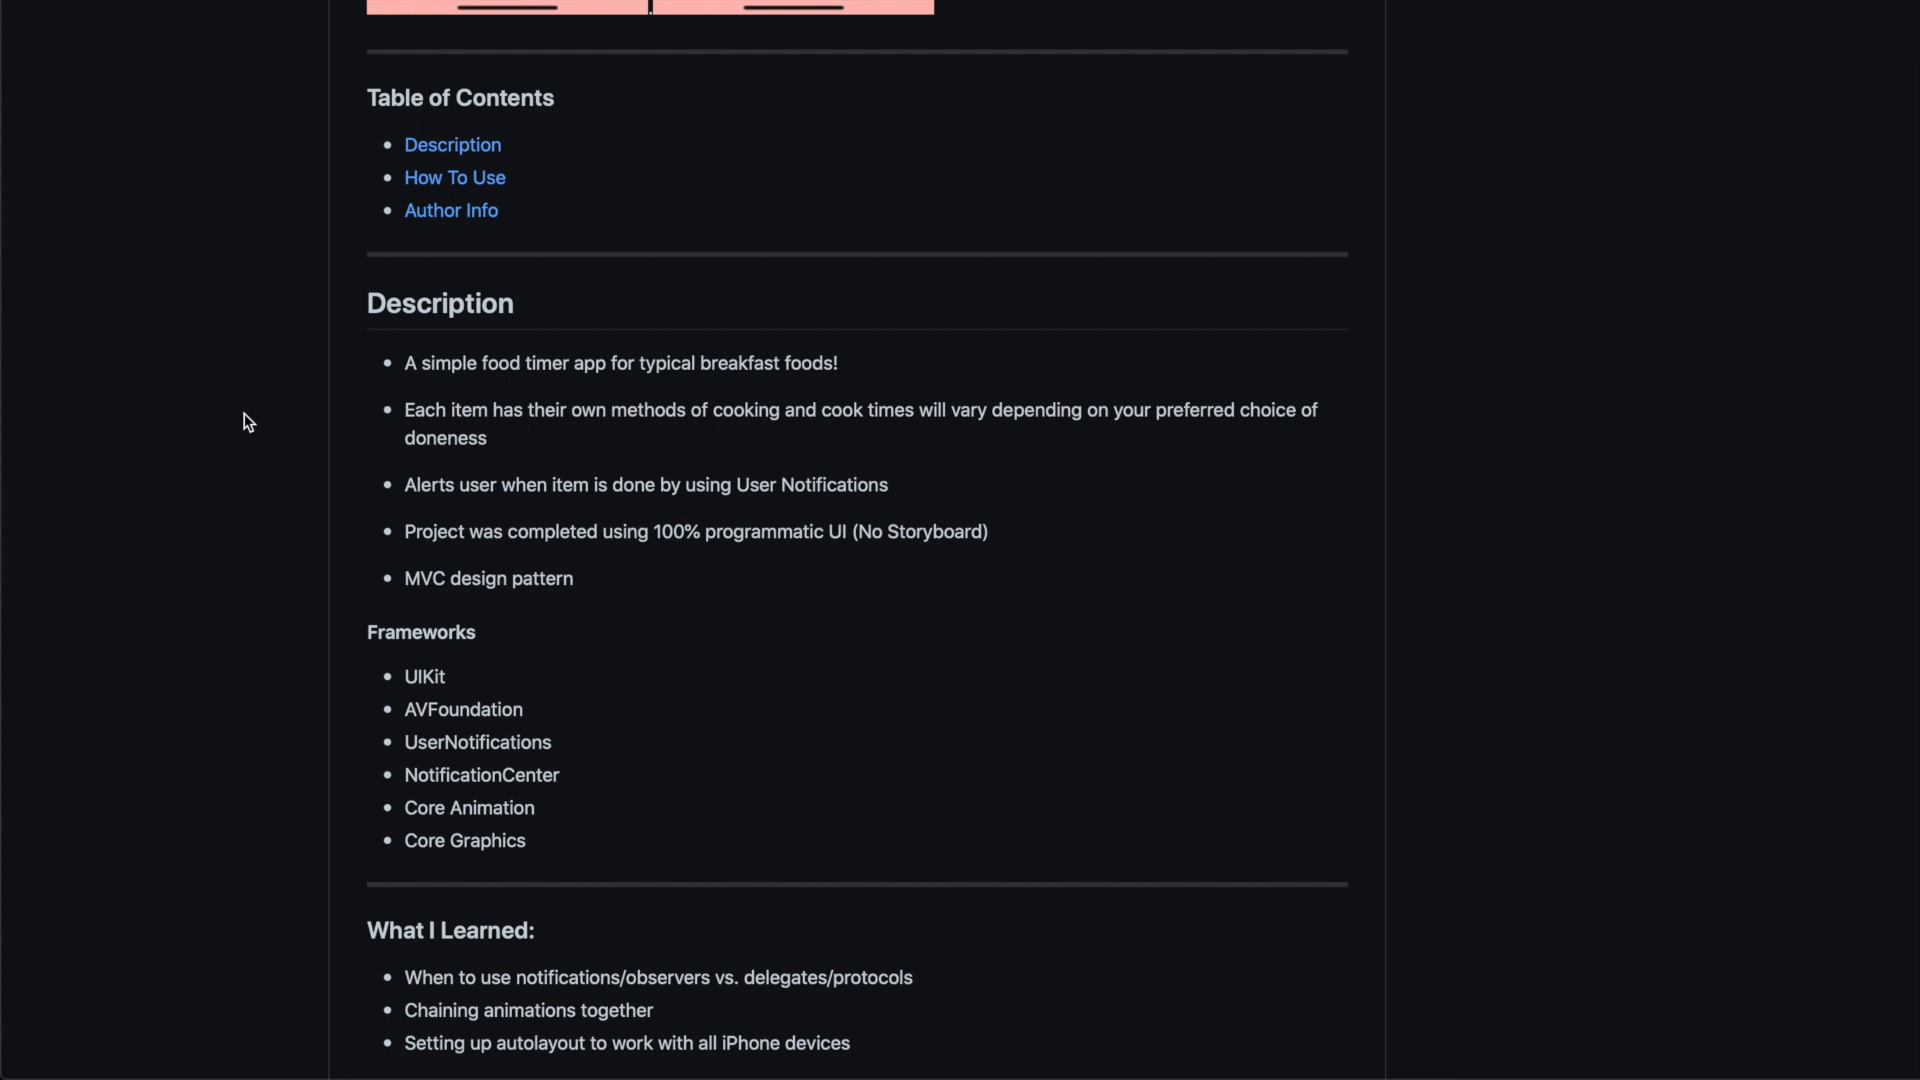 Table of Contents
Description
How To Use
Author Info
Description
A simple food timer app for typical breakfast foods!
Each item has their own methods of cooking and cook times will vary depending on your preferred choice of
doneness
Alerts user when item is done by using User Notifications
Project was completed using 100% programmatic UI (No Storyboard)
MVC design pattern
Frameworks
UIKit
AVFoundation
UserNotifications
NotificationCenter
Core Animation
Core Graphics
What I Learned:
When to use notifications/observers vs. delegates/protocols
Chaining animations together
Setting up autolayout to work with all iPhone devices